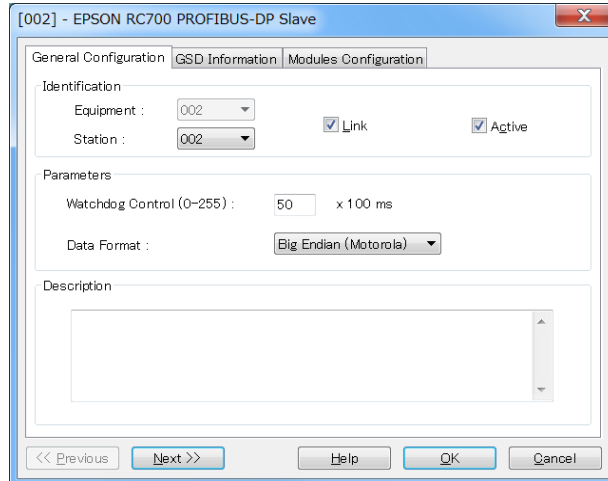 [002] - EPSON RC700 PROFIBUS-DP Slave
General Configuration GSD Information Modules Configuration
Identification
Equipment : 002
Link Active
Station : 002
Parameters
Watchdog Control (0-255) : 50 x 100 ms
Data Format : Big Endian (Motorola)
Description
<< Previous Next >> Help OK Cancel